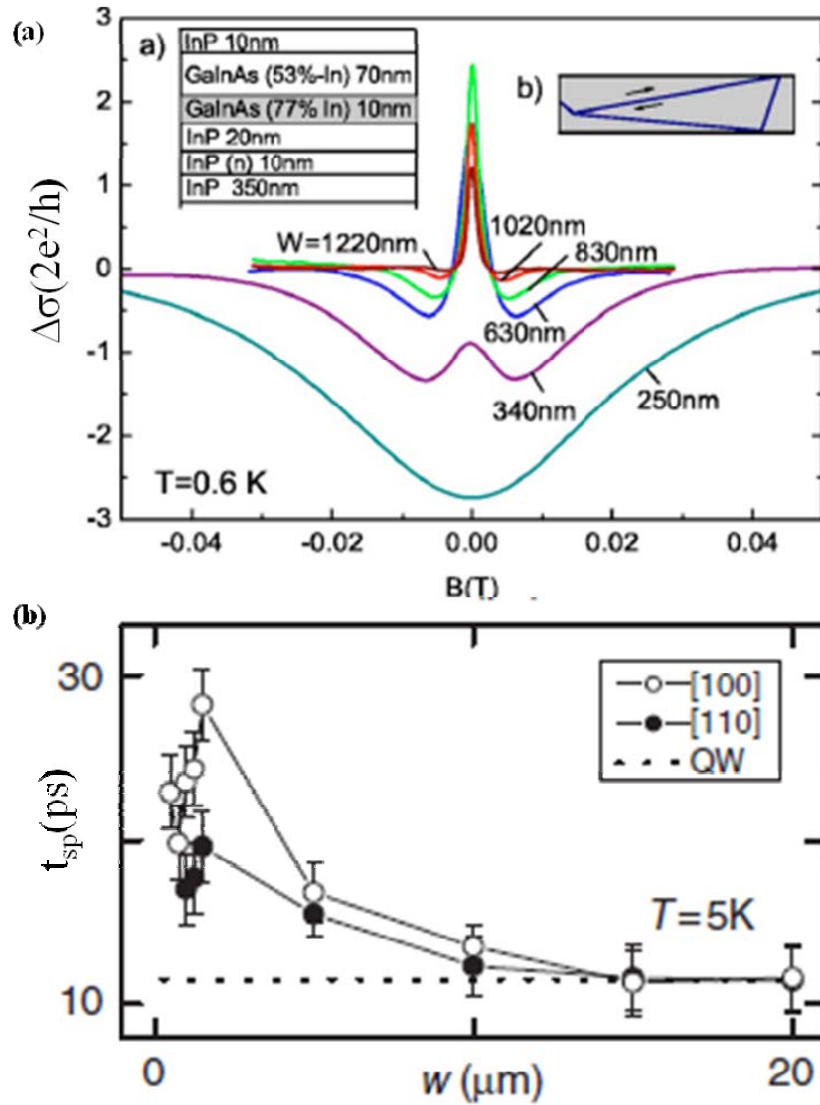 (a)
3
2
1
0
-1
-2
-3
Δσ(2e²/h)
a)
InP 10nm
GaInAs (53%-In) 70nm
GaInAs (77% In) 10nm
InP 20nm
InP (n) 10nm
InP 350nm
b)
W=1220nm
1020nm
830nm
630nm
340nm
250nm
T=0.6 K
-0.04
-0.02
0.00
0.02
0.04
B(T)
(b)
30
10
t_sp(ps)
[100]
[110]
QW
T=5K
0
20
w (μm)